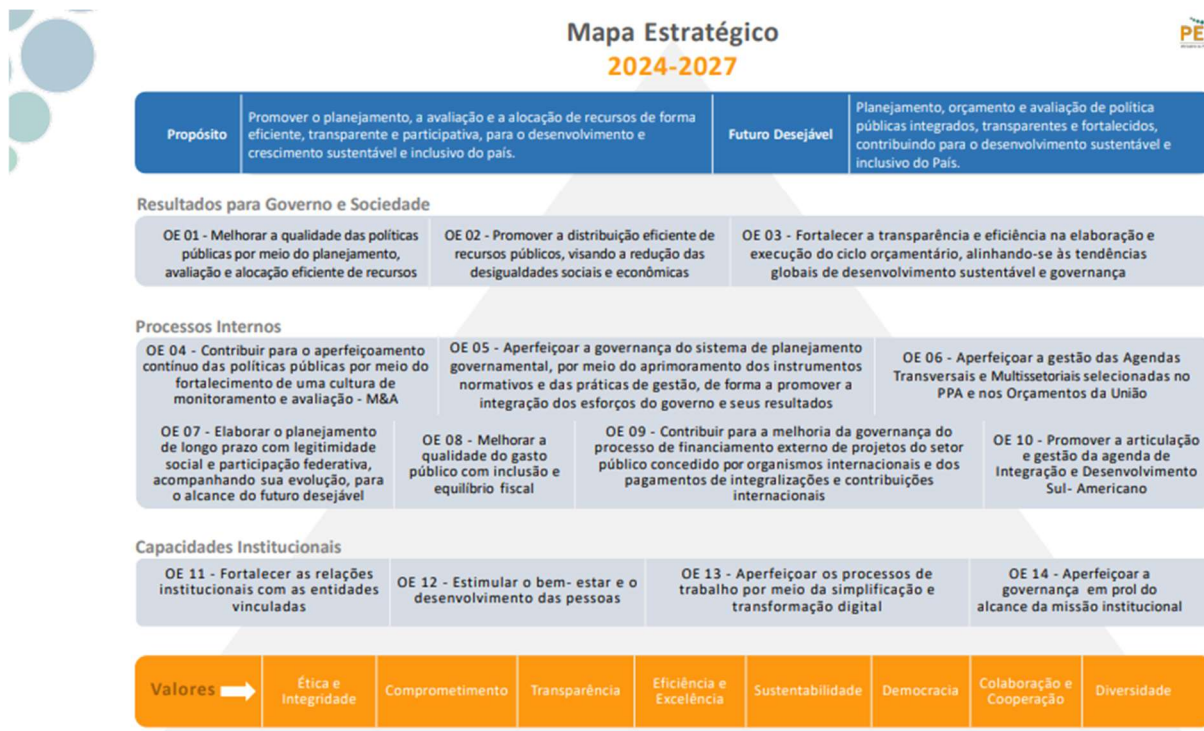 Mapa Estratégico
2024-2027
Propósito
Promover o planejamento, a avaliação e a alocação de recursos de forma
eficiente, transparente e participativa, para o desenvolvimento e
crescimento sustentável e inclusivo do país.
Futuro Desejável
Planejamento, orçamento e avaliação de política
públicas integrados, transparentes e fortalecidos,
contribuindo para o desenvolvimento sustentável e
inclusivo do País.
Resultados para Governo e Sociedade
OE 01 - Melhorar a qualidade das políticas
públicas por meio do planejamento,
avaliação e alocação eficiente de recursos
OE 02 - Promover a distribuição eficiente de
recursos públicos, visando a redução das
desigualdades sociais e econômicas
OE 03 - Fortalecer a transparência e eficiência na elaboração e
execução do ciclo orçamentário, alinhando-se às tendências
globais de desenvolvimento sustentável e governança
Processos Internos
OE 04 - Contribuir para o aperfeiçoamento
contínuo das políticas públicas por meio do
fortalecimento de uma cultura de
monitoramento e avaliação - M&A
OE 05 - Aperfeiçoar a governança do sistema de planejamento
governamental, por meio do aprimoramento dos instrumentos
normativos e das práticas de gestão, de forma a promover a
integração dos esforços do governo e seus resultados
OE 06 - Aperfeiçoar a gestão das Agendas
Transversais e Multissetoriais selecionadas no
PPA e nos Orçamentos da União
OE 07 - Elaborar o planejamento
de longo prazo com legitimidade
social e participação federativa,
acompanhando sua evolução, para
o alcance do futuro desejável
OE 08 - Melhorar a
qualidade do gasto
público com inclusão e
equilíbrio fiscal
OE 09 - Contribuir para a melhoria da governança do
processo de financiamento externo de projetos do setor
público concedido por organismos internacionais e dos
pagamentos de integralizações e contribuições
internacionais
OE 10 - Promover a articulação
e gestão da agenda de
Integração e Desenvolvimento
Sul- Americano
Capacidades Institucionais
OE 11 - Fortalecer as relações
institucionais com as entidades
vinculadas
OE 12 - Estimular o bem- estar e o
desenvolvimento das pessoas
OE 13 - Aperfeiçoar os processos de
trabalho por meio da simplificação e
transformação digital
OE 14 - Aperfeiçoar a
governança em prol do
alcance da missão institucional
Valores
Ética e
Integridade
Comprometimento
Transparência
Eficiência e
Excelência
Sustentabilidade
Democracia
Colaboração e
Cooperação
Diversidade